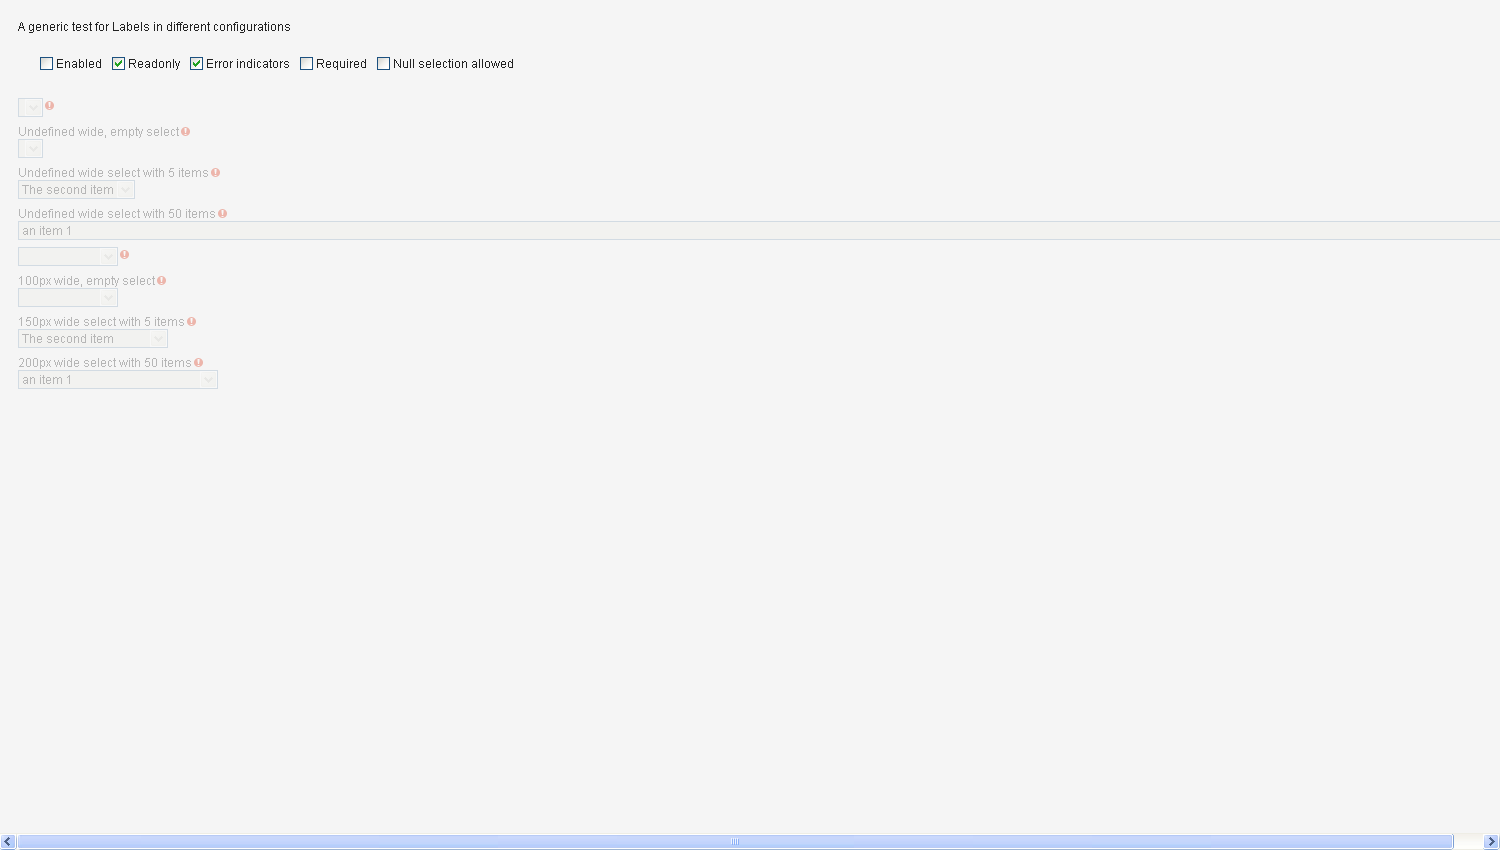 A generic test for Labels in different configurations
Enabled Readonly Error indicators Required Null selection allowed
Undefined wide, empty select
Undefined wide select with 5 items
The second item
Undefined wide select with 50 items
an item 1
100px wide, empty select
150px wide select with 5 items
The second item
200px wide select with 50 items
an item 1